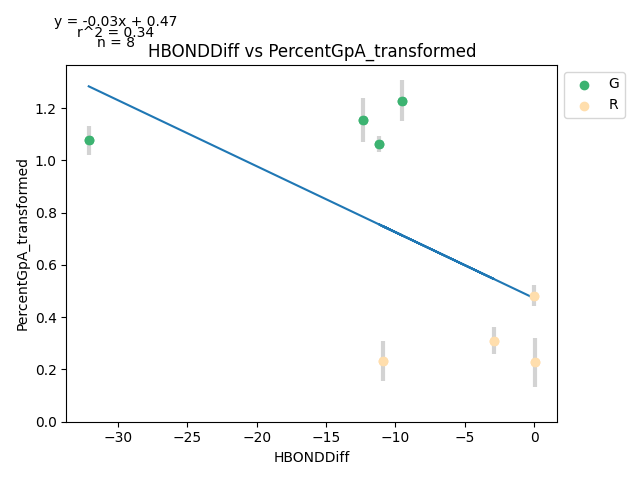 y = -0.03x + 0.47
r^2 = 0.34
n = 8
HBONDDiff vs PercentGpA_transformed
G
R
PercentGpA_transformed
1.2
1.0
0.8
0.6
0.4
0.2
0.0
−30
−25
−20
−15
−10
−5
0
HBONDDiff